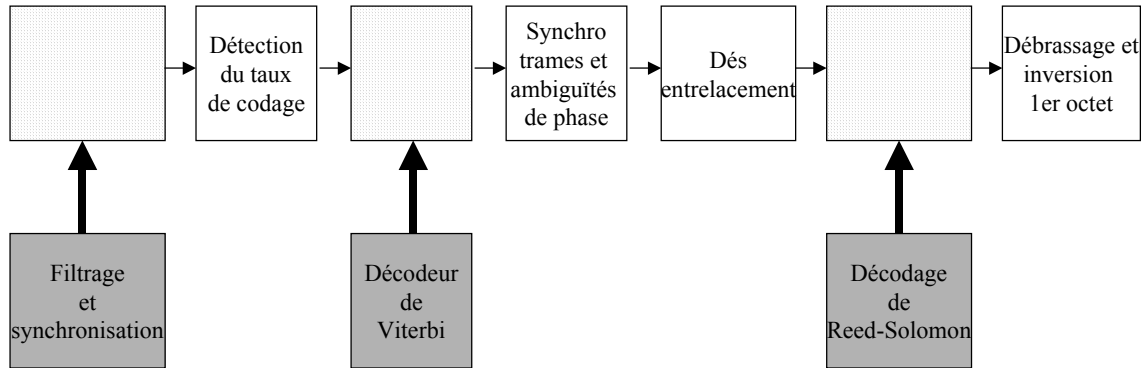 Détection
du taux
de codage
Synchro
trames et
ambiguïtés
de phase
Dés
entrelacement
Débrassage et
inversion
1er octet
Filtrage
et
synchronisation
Décodeur
de
Viterbi
Décodage
de
Reed-Solomon